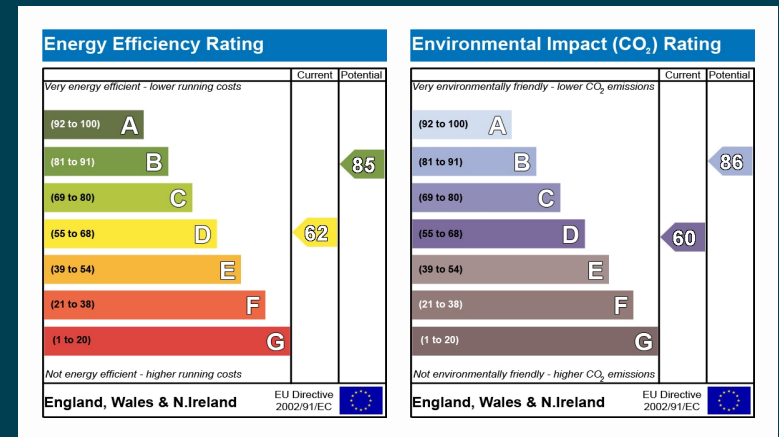 Energy Efficiency Rating
Current Potential
Very energy efficient - lower running costs
(92 to 100) A
(81 to 91) B
85
(69 to 80) C
(55 to 68) D
62
(39 to 54) E
(21 to 38) F
(1 to 20) G
Not energy efficient - higher running costs
England, Wales & N.Ireland
EU Directive
2002/91/EC
Environmental Impact (CO₂) Rating
Current Potential
Very environmentally friendly - lower CO₂ emissions
(92 to 100) A
(81 to 91) B
86
(69 to 80) C
(55 to 68) D
60
(39 to 54) E
(21 to 38) F
(1 to 20) G
Not environmentally friendly - higher CO₂ emissions
England, Wales & N.Ireland
EU Directive
2002/91/EC